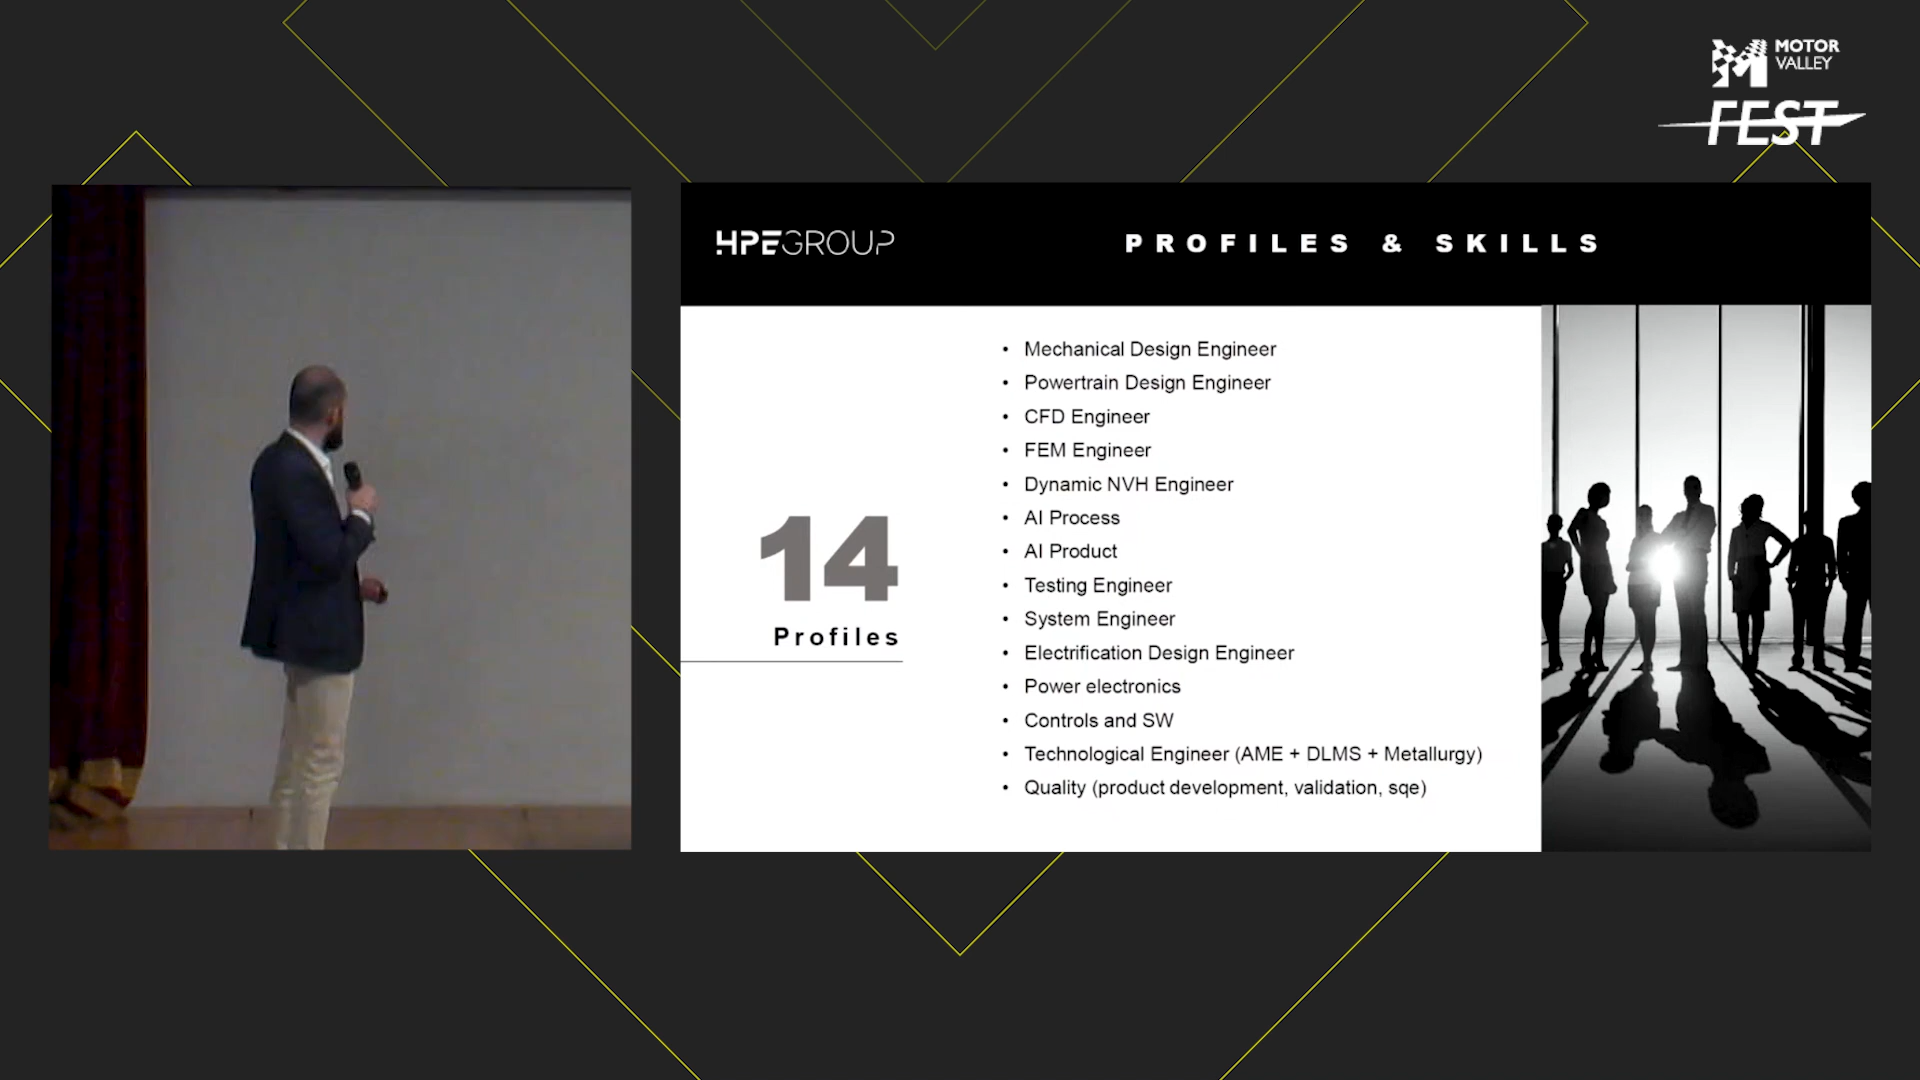 MOTOR
VALLEY
FEST
HPEGROUP
PROFILES & SKILLS
14
Profiles
• Mechanical Design Engineer
• Powertrain Design Engineer
• CFD Engineer
• FEM Engineer
• Dynamic NVH Engineer
• AI Process
• AI Product
• Testing Engineer
• System Engineer
• Electrification Design Engineer
• Power electronics
• Controls and SW
• Technological Engineer (AME + DLMS + Metallurgy)
• Quality (product development, validation, sqe)